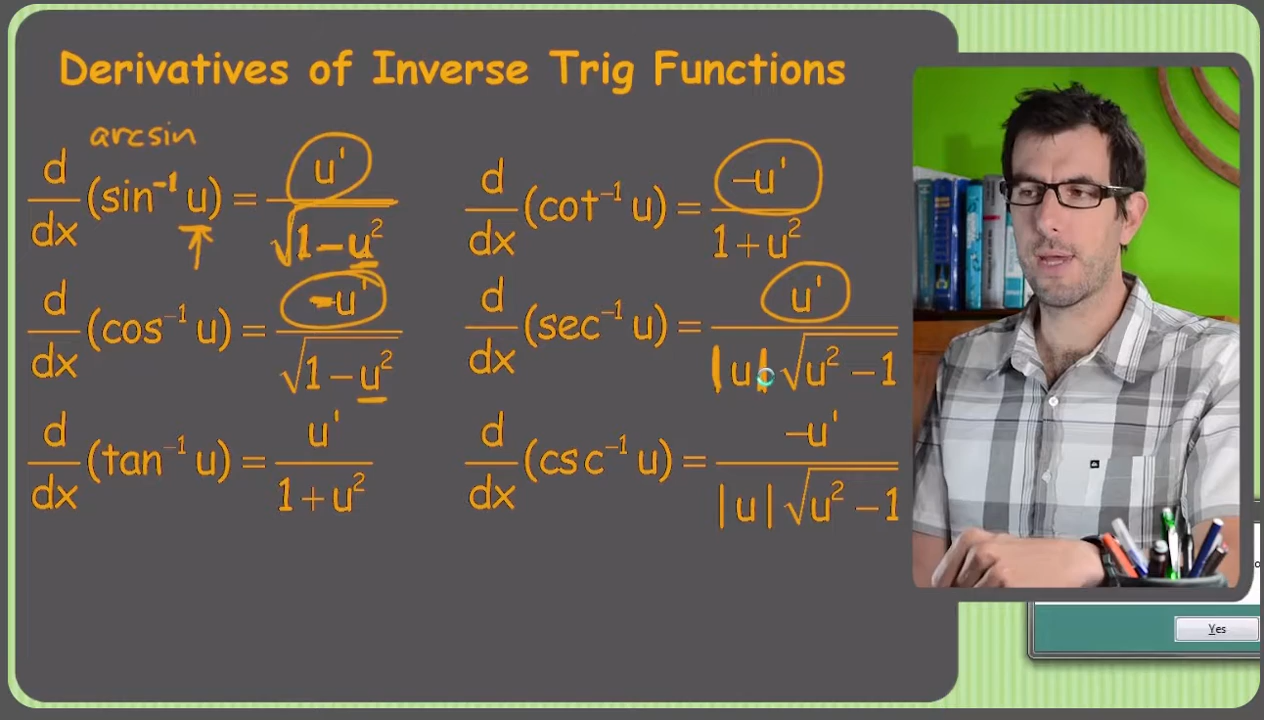 Derivatives of Inverse Trig Functions
arcsin
d/dx (sin⁻¹ u) = u' / √(1 − u²)
d/dx (cos⁻¹ u) = −u' / √(1 − u²)
d/dx (tan⁻¹ u) = u' / (1 + u²)
d/dx (cot⁻¹ u) = −u' / (1 + u²)
d/dx (sec⁻¹ u) = u' / (|u| √(u² − 1))
d/dx (csc⁻¹ u) = −u' / (|u| √(u² − 1))
Yes